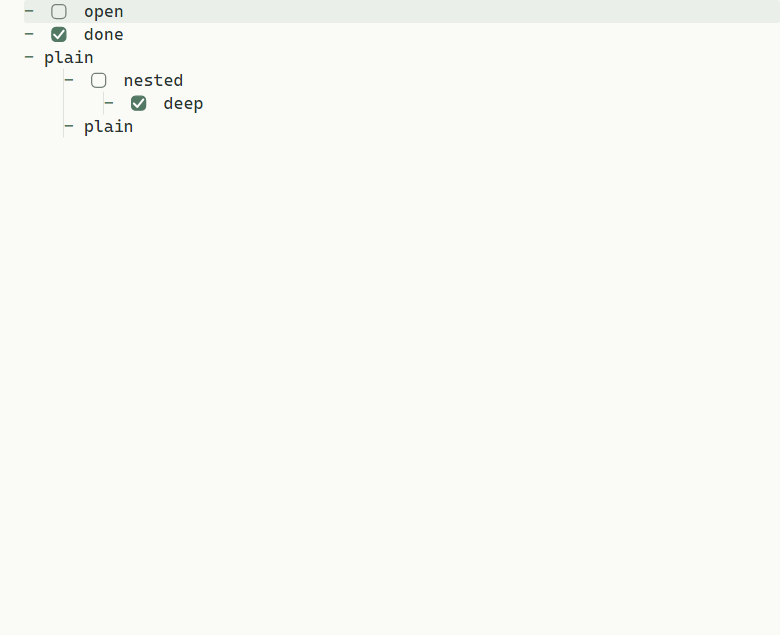 - open
- done
- plain
- nested
- deep
- plain